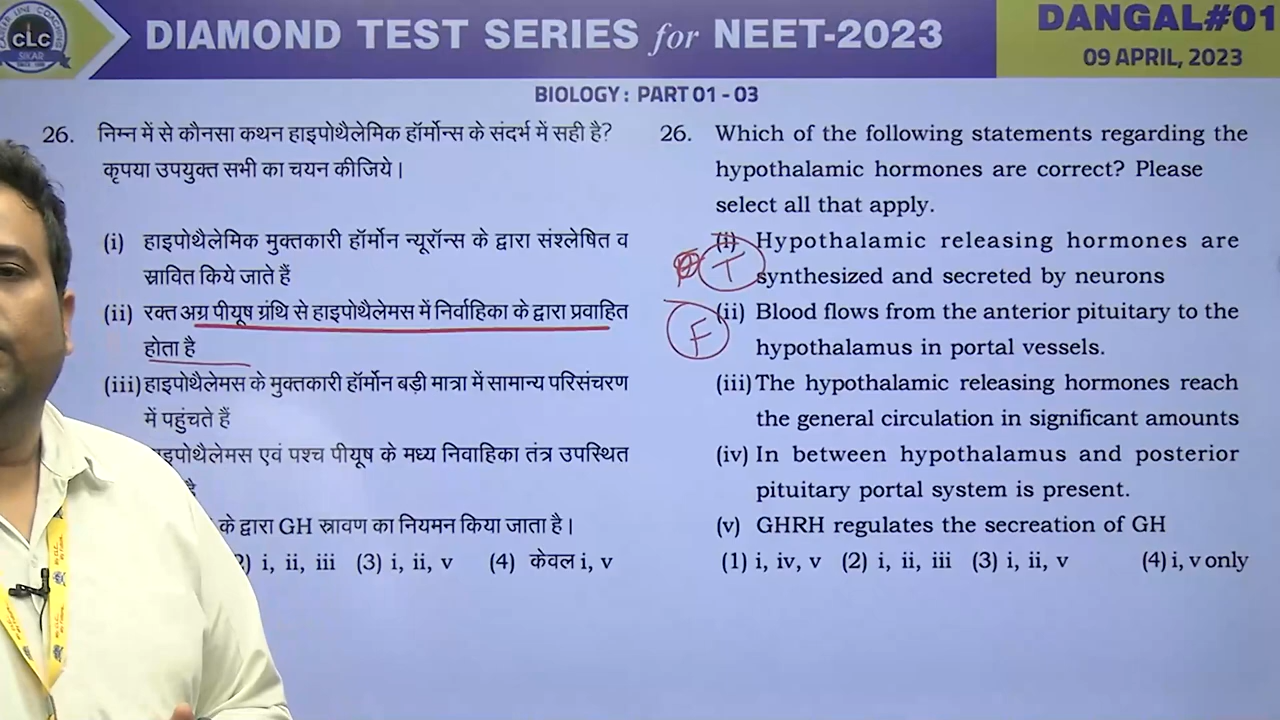 CLC
SIKAR
DIAMOND TEST SERIES for NEET-2023
DANGAL#01
09 APRIL, 2023
BIOLOGY : PART 01 - 03
26. निम्न में से कौनसा कथन हाइपोथैलेमिक हॉर्मोन्स के संदर्भ में सही है?
कृपया उपयुक्त सभी का चयन कीजिये।
(i) हाइपोथैलेमिक मुक्तकारी हॉर्मोन न्यूरॉन्स के द्वारा संश्लेषित व
स्रावित किये जाते हैं
(ii) रक्त अग्र पीयूष ग्रंथि से हाइपोथैलेमस में निर्वाहिका के द्वारा प्रवाहित
होता है
(iii) हाइपोथैलेमस के मुक्तकारी हॉर्मोन बड़ी मात्रा में सामान्य परिसंचरण
में पहुंचते हैं
एवं पश्च पीयूष के मध्य निवाहिका तंत्र उपस्थित
है
के द्वारा GH स्रावण का नियमन किया जाता है।
i, ii, iii (3) i, ii, v (4) केवल i, v
26. Which of the following statements regarding the
hypothalamic hormones are correct? Please
select all that apply.
(i) Hypothalamic releasing hormones are
T synthesized and secreted by neurons
(ii) Blood flows from the anterior pituitary to the
F hypothalamus in portal vessels.
(iii) The hypothalamic releasing hormones reach
the general circulation in significant amounts
(iv) In between hypothalamus and posterior
pituitary portal system is present.
(v) GHRH regulates the secreation of GH
(1) i, iv, v (2) i, ii, iii (3) i, ii, v (4) i, v only